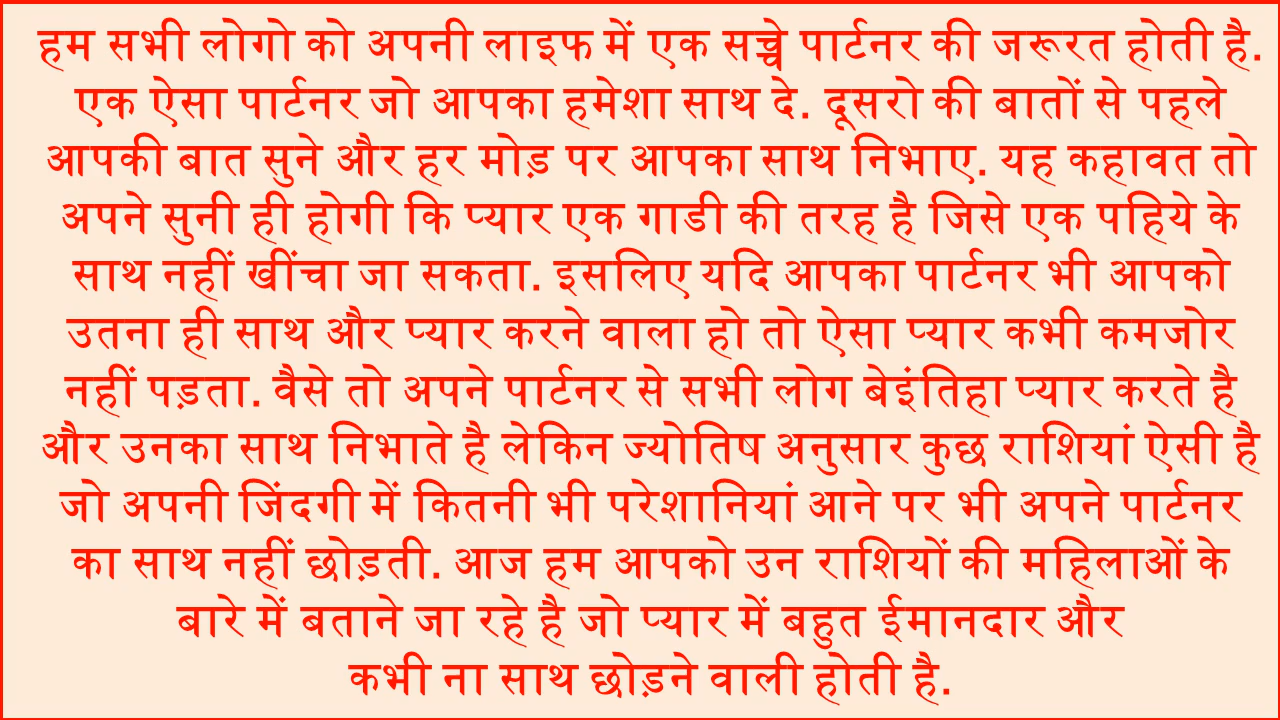 हम सभी लोगो को अपनी लाइफ में एक सच्चे पार्टनर की जरूरत होती है.
एक ऐसा पार्टनर जो आपका हमेशा साथ दे. दूसरो की बातों से पहले
आपकी बात सुने और हर मोड़ पर आपका साथ निभाए. यह कहावत तो
अपने सुनी ही होगी कि प्यार एक गाडी की तरह है जिसे एक पहिये के
साथ नहीं खींचा जा सकता. इसलिए यदि आपका पार्टनर भी आपको
उतना ही साथ और प्यार करने वाला हो तो ऐसा प्यार कभी कमजोर
नहीं पड़ता. वैसे तो अपने पार्टनर से सभी लोग बेइंतिहा प्यार करते है
और उनका साथ निभाते है लेकिन ज्योतिष अनुसार कुछ राशियां ऐसी है
जो अपनी जिंदगी में कितनी भी परेशानियां आने पर भी अपने पार्टनर
का साथ नहीं छोड़ती. आज हम आपको उन राशियों की महिलाओं के
बारे में बताने जा रहे है जो प्यार में बहुत ईमानदार और
कभी ना साथ छोड़ने वाली होती है.